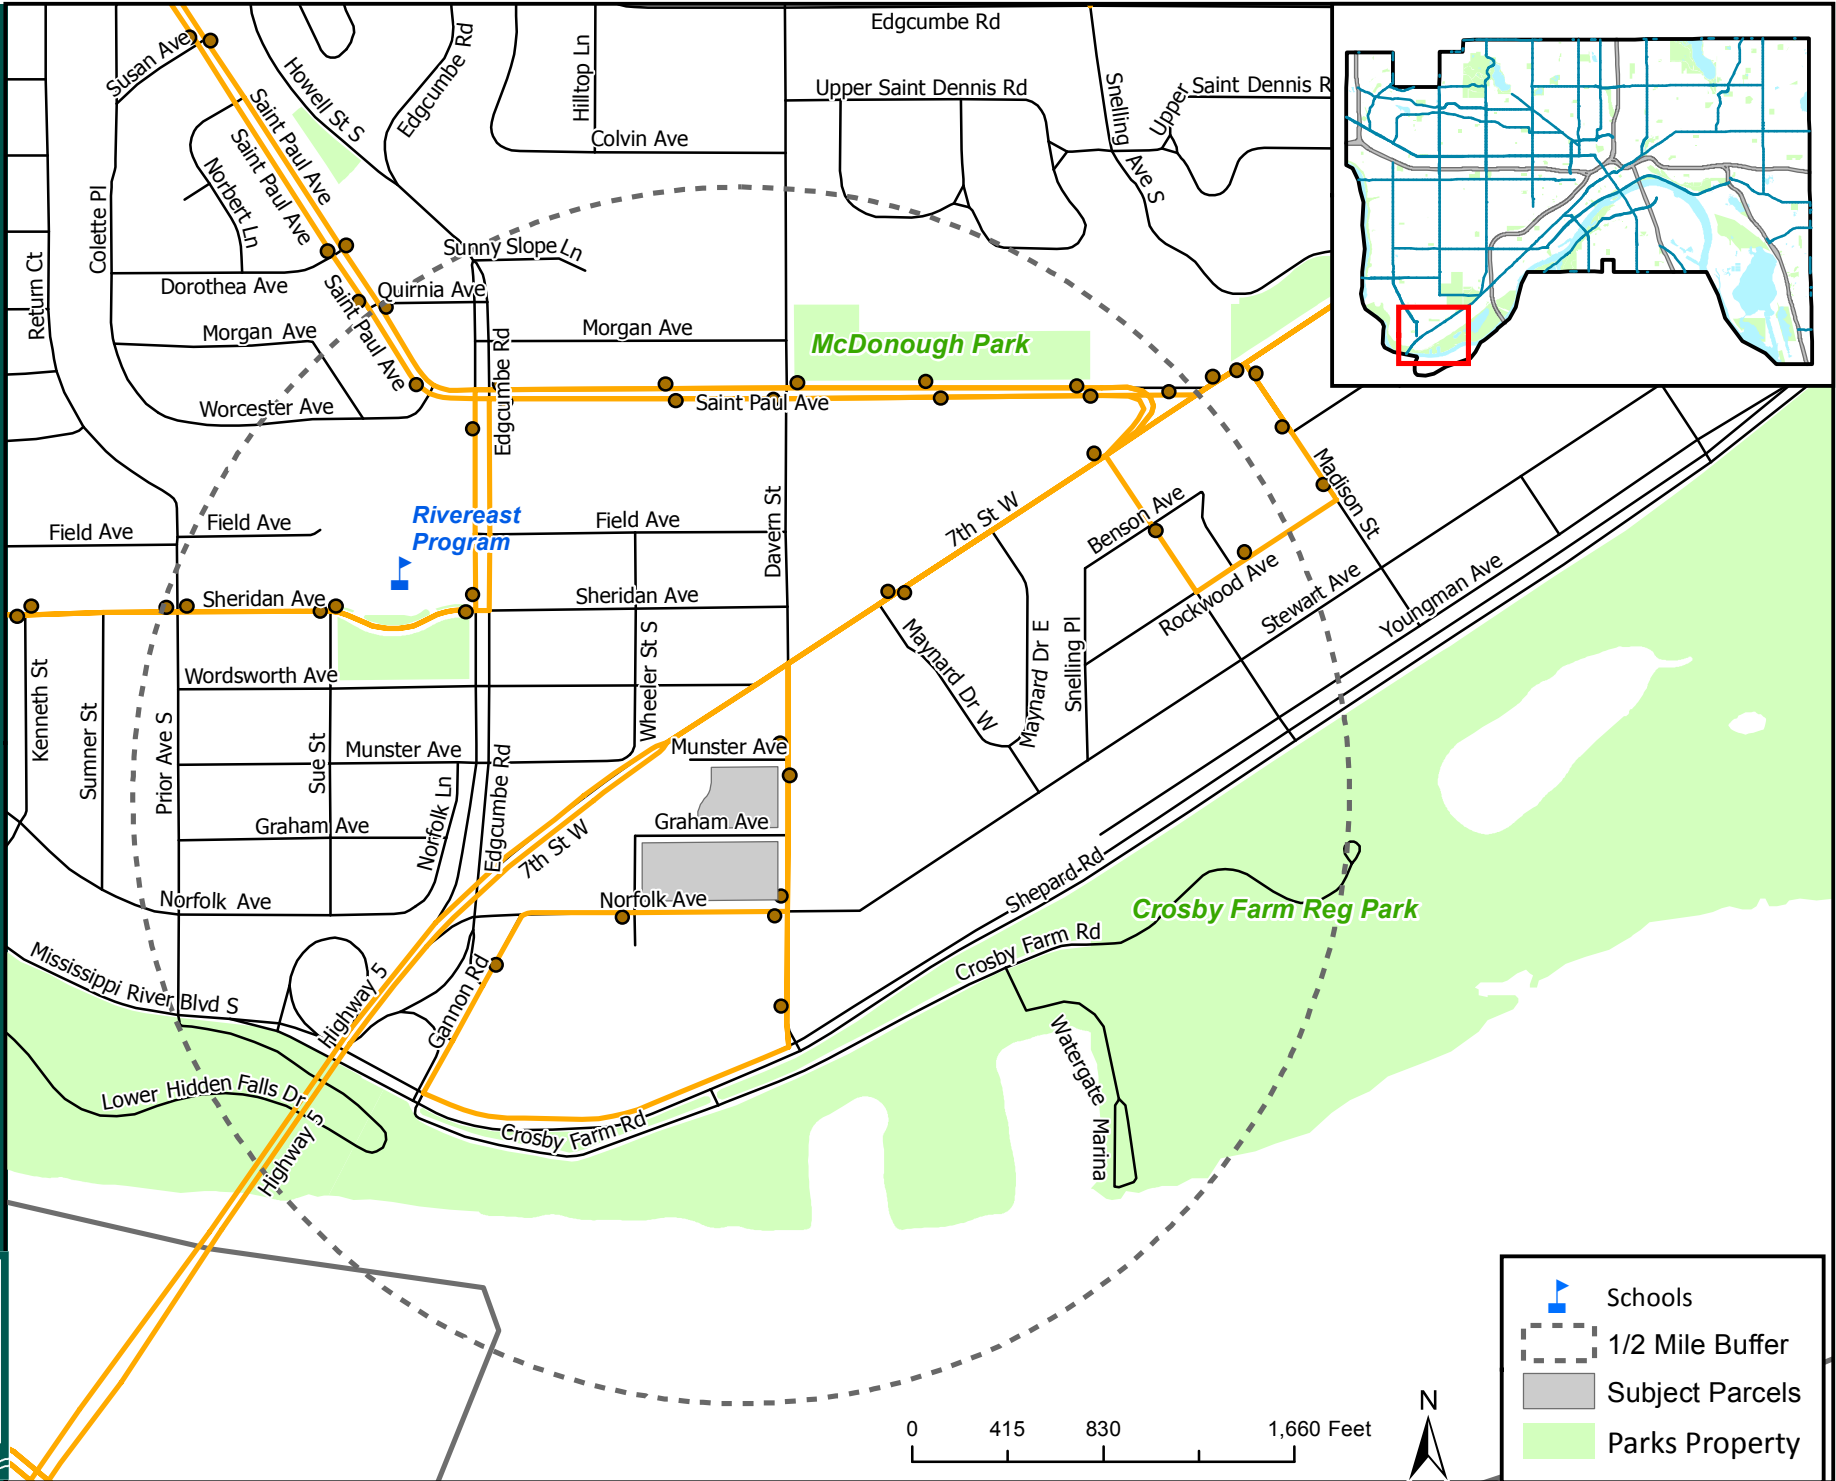 Edgcumbe Rd
Susan Ave
Howell St S
Edgcumbe Rd
Hilltop Ln
Upper Saint Dennis Rd
Snelling Ave S
Upper Saint Dennis R
Colvin Ave
Saint Paul Ave
Saint Paul Ave
Norbert Ln
Colette Pl
Return Ct
Sunny Slope Ln
Dorothea Ave
Quirnia Ave
Saint Paul Ave
Morgan Ave
Morgan Ave
McDonough Park
Edgcumbe Rd
Worcester Ave
Saint Paul Ave
Madison St
Rivereast
Program
Field Ave
Field Ave
Field Ave
Davern St
7th St W
Benson Ave
Sheridan Ave
Sheridan Ave
Rockwood Ave
Stewart Ave
Youngman Ave
Wheeler St S
Maynard Dr W
Maynard Dr E
Snelling Pl
Kenneth St
Summer St
Prior Ave S
Wordsworth Ave
Sue St
Munster Ave
Munster Ave
Norfolk Ln
Edgcumbe Rd
Graham Ave
Graham Ave
7th St W
Shepard Rd
Norfolk Ave
Norfolk Ave
Crosby Farm Reg Park
Crosby Farm Rd
Mississippi River Blvd S
Highway 5
Gannon Rd
Watergate Marina
Lower Hidden Falls Dr
Highway 5
Crosby Farm Rd
Schools
1/2 Mile Buffer
Subject Parcels
Parks Property
N
0 415 830 1,660 Feet